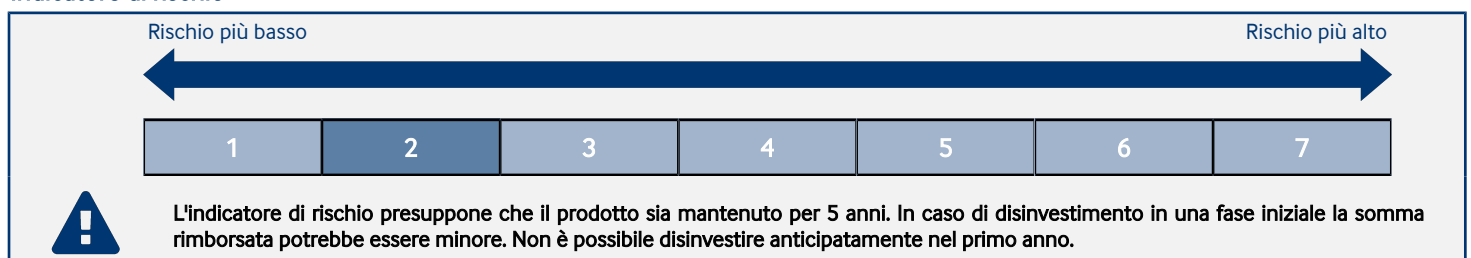 Rischio più basso
Rischio più alto
1 2 3 4 5 6 7
L'indicatore di rischio presuppone che il prodotto sia mantenuto per 5 anni. In caso di disinvestimento in una fase iniziale la somma
rimborsata potrebbe essere minore. Non è possibile disinvestire anticipatamente nel primo anno.